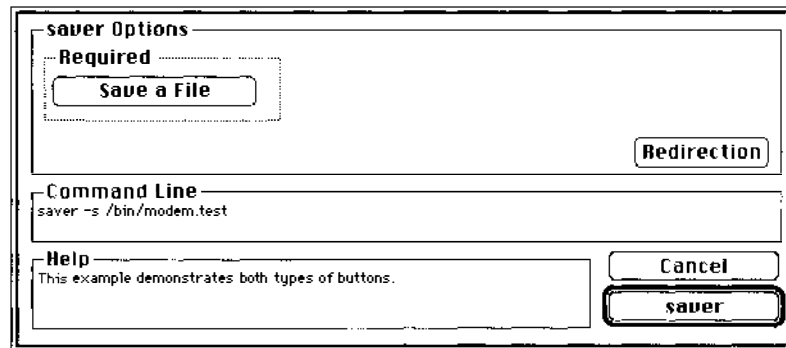 saver Options
Required
Save a File
Redirection
Command Line
saver -s /bin/modem.test
Help
This example demonstrates both types of buttons.
Cancel
saver